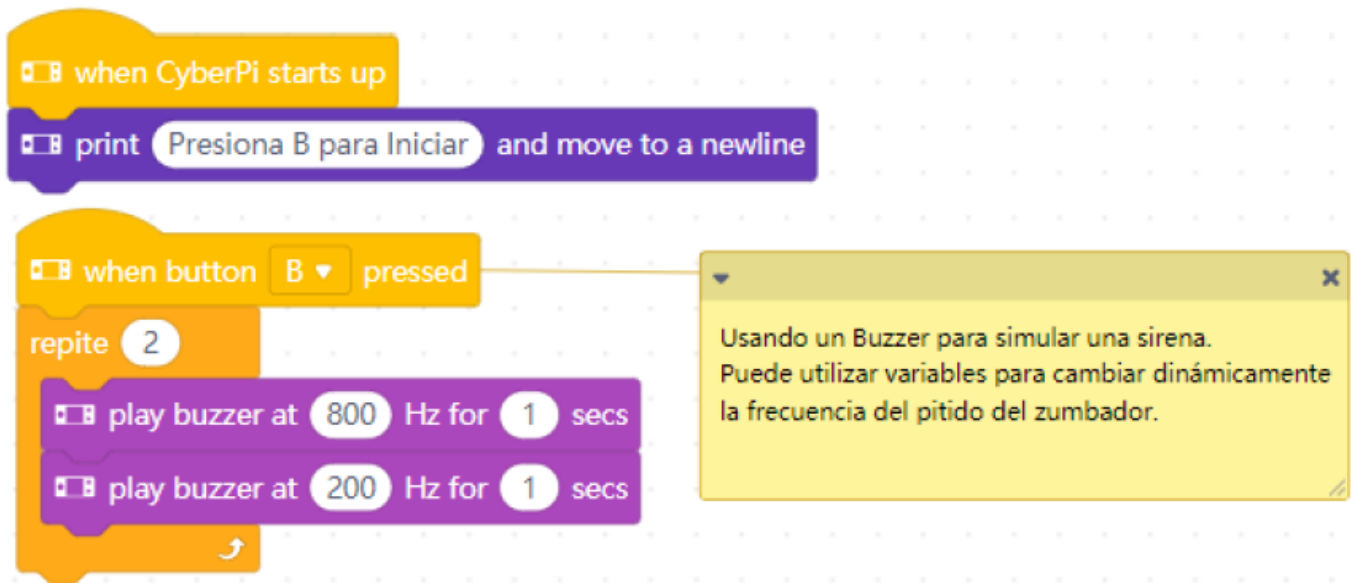 when CyberPi starts up
print Presiona B para Iniciar and move to a newline
when button B pressed
repite 2
play buzzer at 800 Hz for 1 secs
play buzzer at 200 Hz for 1 secs
Usando un Buzzer para simular una sirena.
Puede utilizar variables para cambiar dinámicamente
la frecuencia del pitido del zumbador.